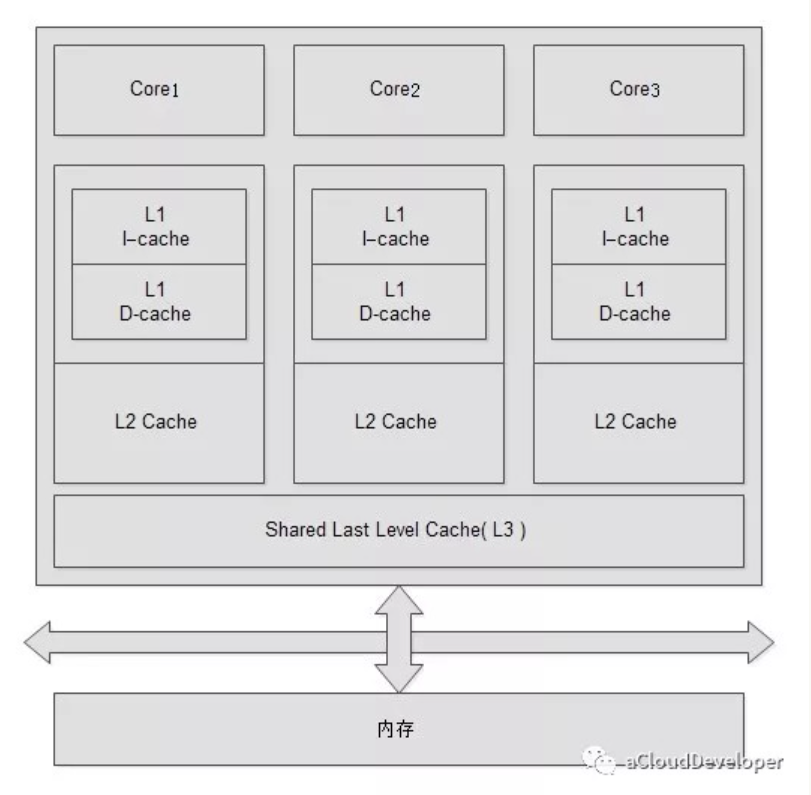 Core1
Core2
Core3
L1
I-cache
L1
I-cache
L1
I-cache
L1
D-cache
L1
D-cache
L1
D-cache
L2 Cache
L2 Cache
L2 Cache
Shared Last Level Cache( L3 )
内存
aCloudDeveloper